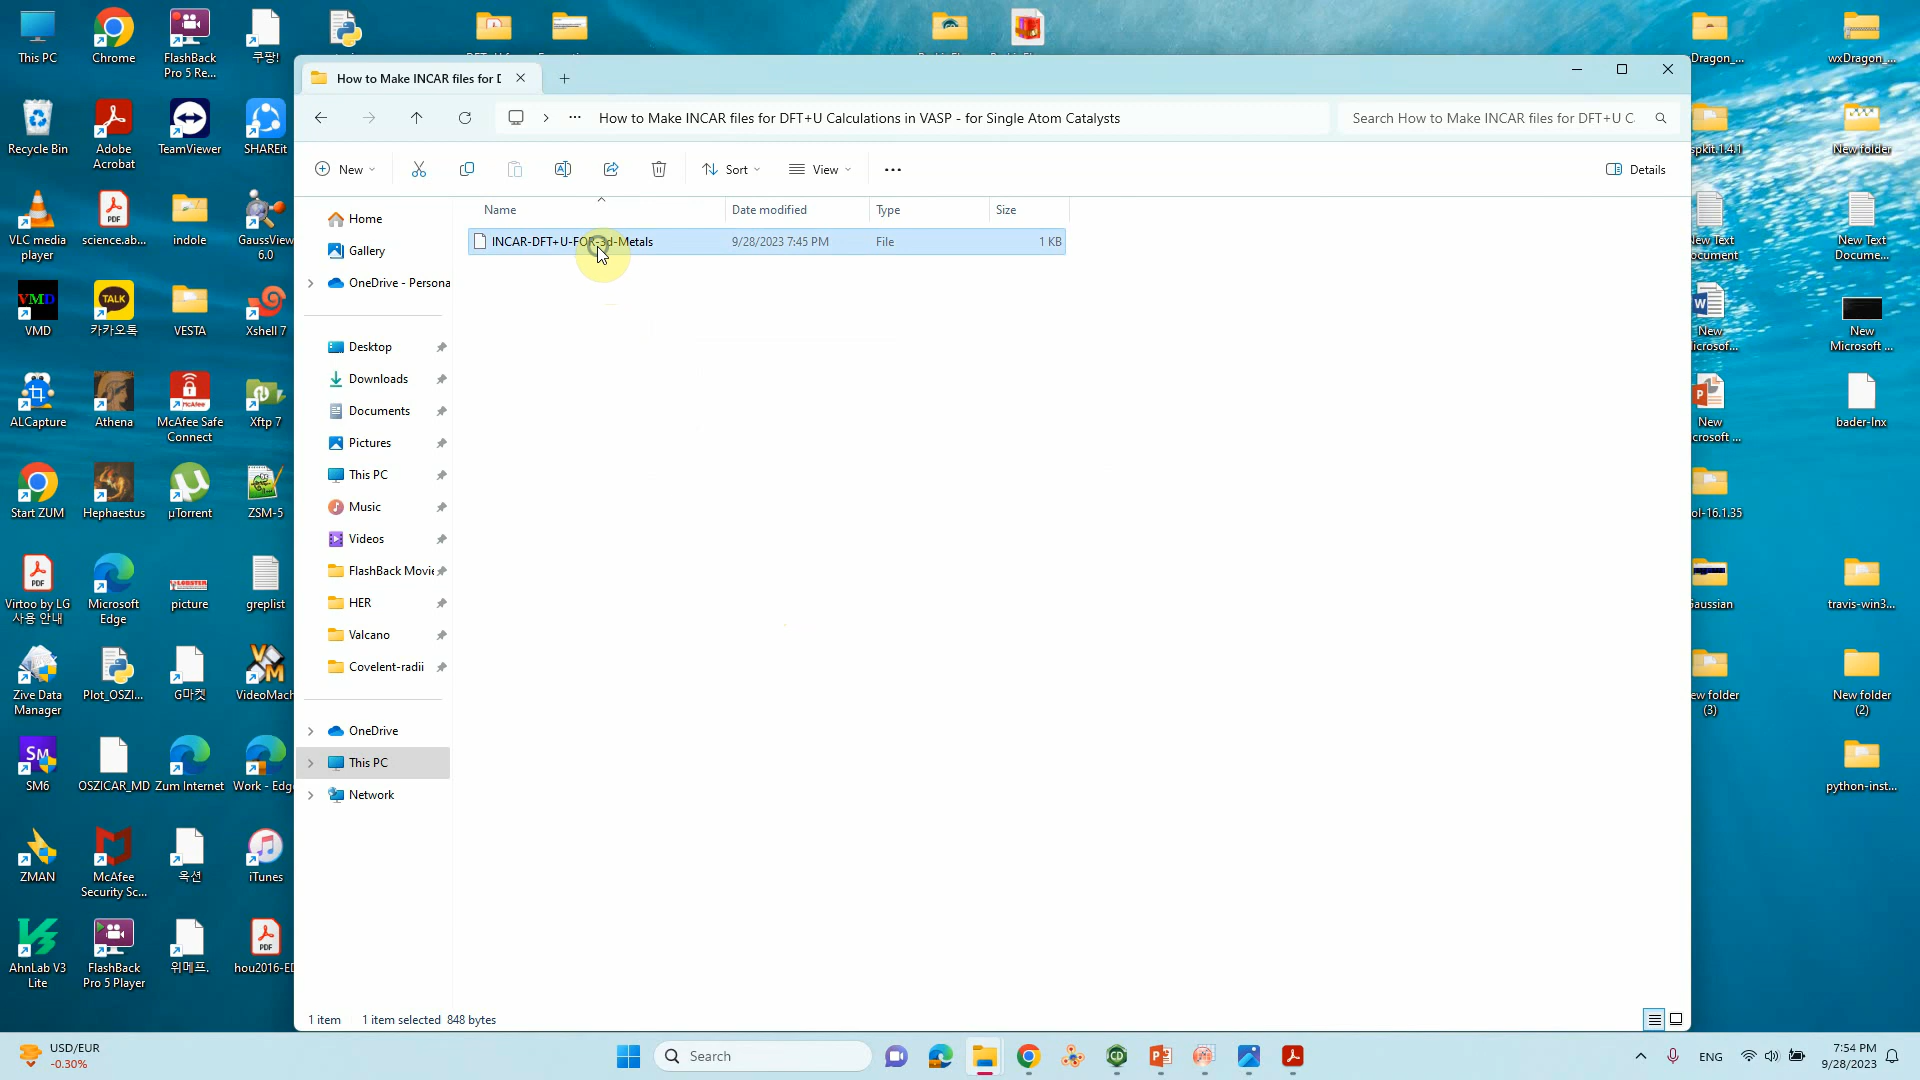 This PC
Chrome
FlashBack
Pro 5 Re...
쿠팡!
wxDragon_...
Recycle Bin
Adobe
Acrobat
TeamViewer
SHAREit
New folder
VLC media
player
science.ab...
indole
GaussView
6.0
New Text
Docume...
VMD
카카오톡
VESTA
Xshell 7
New
Microsoft ...
ALCapture
Athena
McAfee Safe
Connect
Xftp 7
bader-lnx
Start ZUM
Hephaestus
µTorrent
ZSM-5
Virtoo by LG
사용 안내
Microsoft
Edge
picture
greplist
travis-win3...
Zive Data
Manager
Plot_OSZI...
G마켓
VideoMach
New folder
(2)
SM6
OSZICAR_MD
Zum Internet
Work - Edge
python-inst...
ZMAN
McAfee
Security Sc...
옥션
iTunes
AhnLab V3
Lite
FlashBack
Pro 5 Player
위메프.
hou2016-ED
How to Make INCAR files for D
How to Make INCAR files for DFT+U Calculations in VASP - for Single Atom Catalysts
Search How to Make INCAR files for DFT+U C
New
Sort
View
Details
Name
Date modified
Type
Size
INCAR-DFT+U-FOR-3d-Metals
9/28/2023 7:45 PM
File
1 KB
Home
Gallery
OneDrive - Persona
Desktop
Downloads
Documents
Pictures
This PC
Music
Videos
FlashBack Movie
HER
Valcano
Covelent-radii
OneDrive
This PC
Network
1 item
1 item selected 848 bytes
USD/EUR
-0.30%
Search
ENG
7:54 PM
9/28/2023